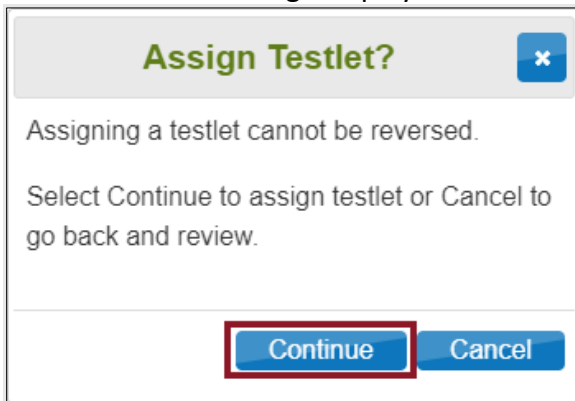 Assign Testlet?
Assigning a testlet cannot be reversed.
Select Continue to assign testlet or Cancel to
go back and review.
Continue Cancel